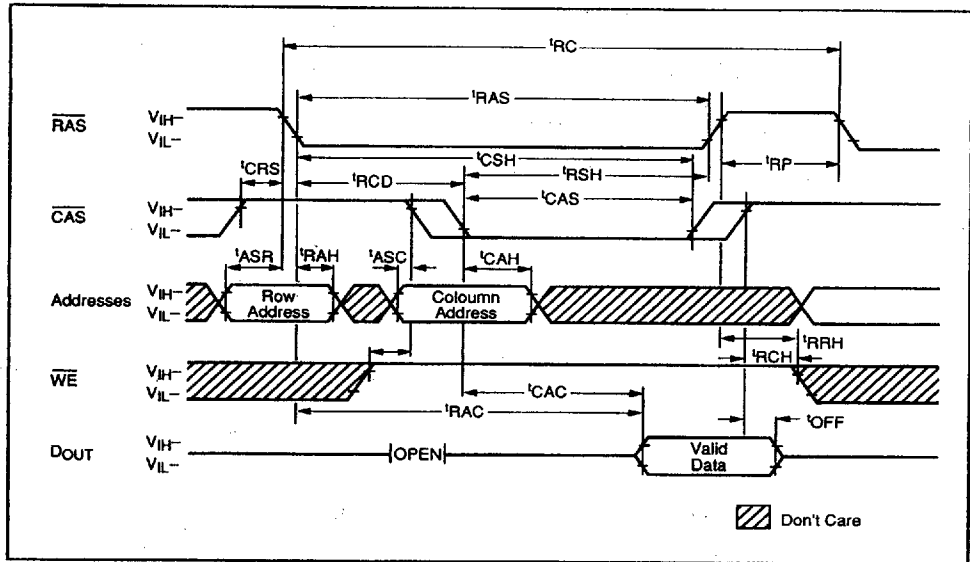 tRC
tRAS
RAS
VIH–
VIL–
tCSH
tRP
tCRS
tRCD
tRSH
tCAS
CAS
VIH–
VIL–
tASR
tRAH
tASC
tCAH
Addresses
VIH–
VIL–
Row
Address
Coloumn
Address
tRRH
tRCH
WE
VIH–
VIL–
tCAC
tRAC
tOFF
DOUT
VIH–
VIL–
OPEN
Valid
Data
Don't Care